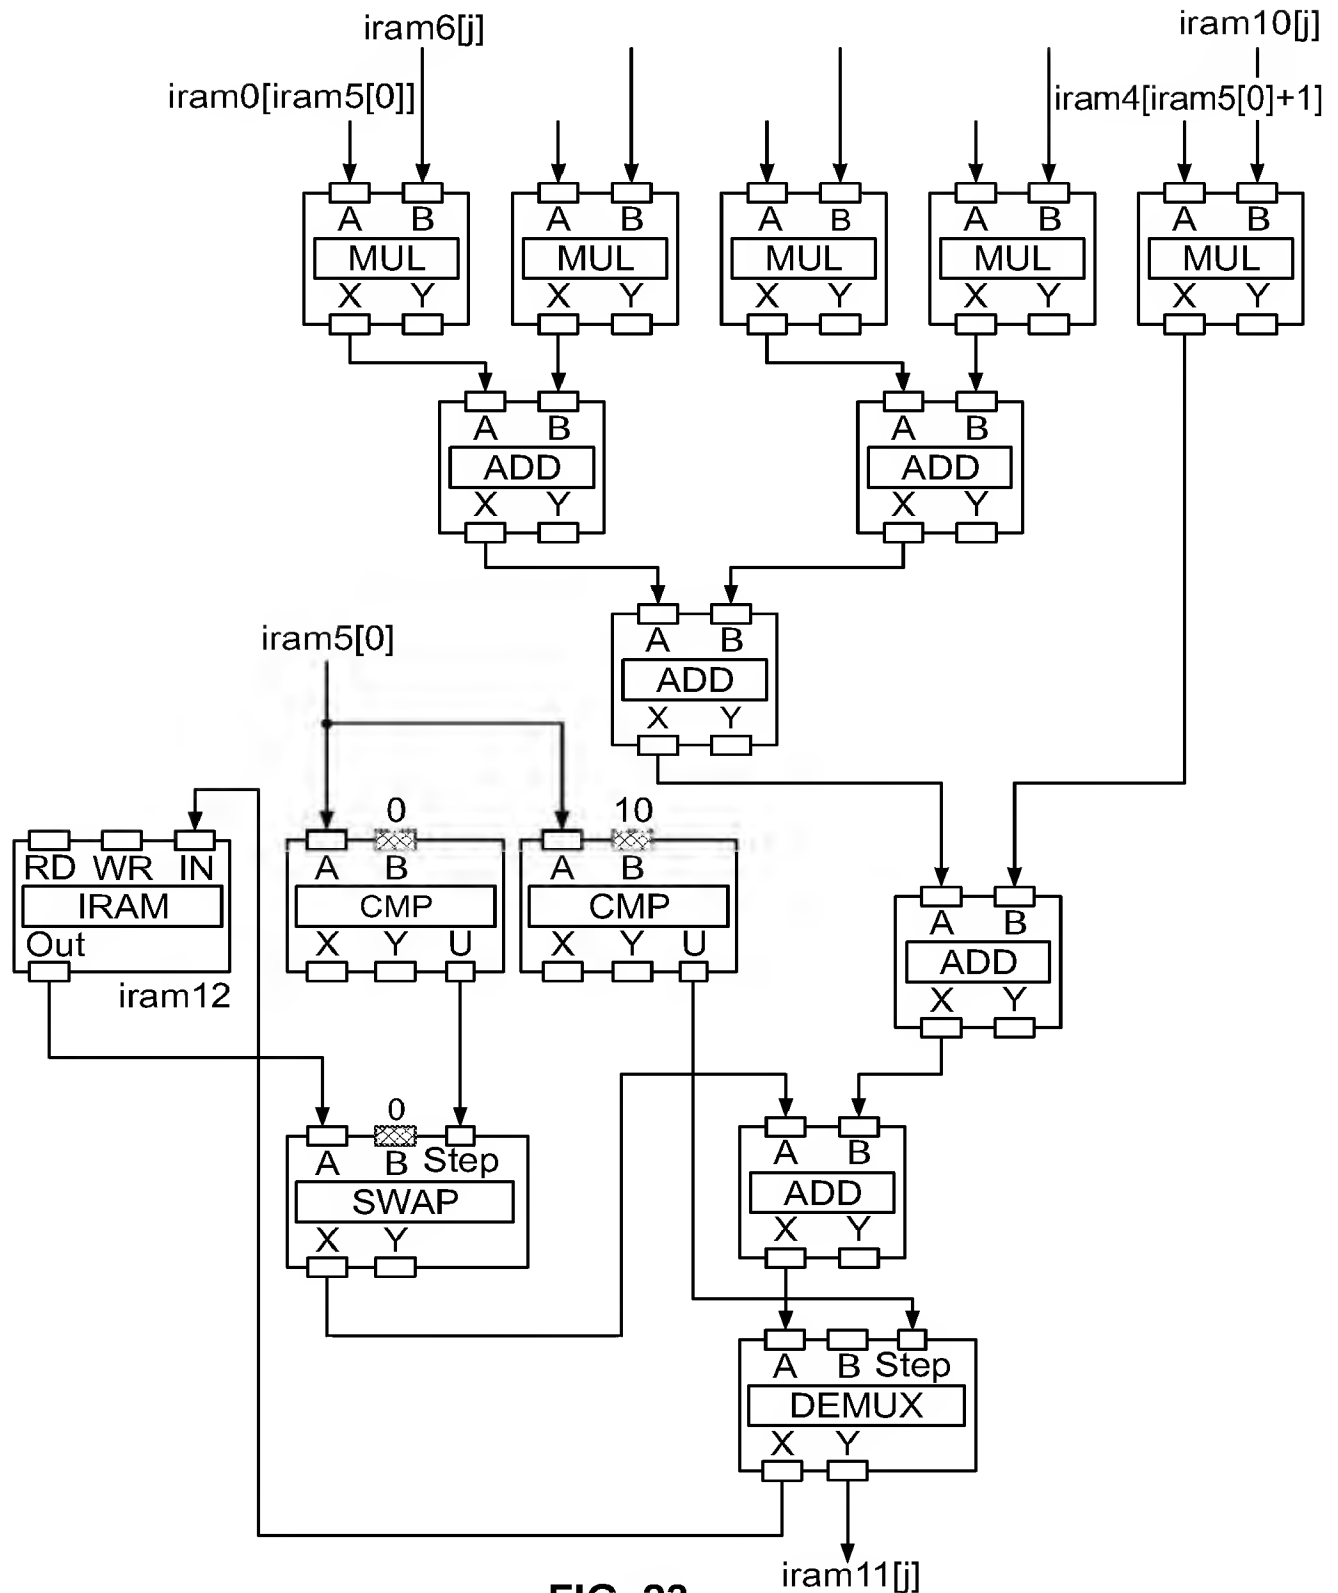 iram6[j] iram10[j]
iram0[iram5[0]] iram4[iram5[0]+1]
A B A B A B A B A B
MUL MUL MUL MUL MUL
X Y X Y X Y X Y X Y
A B A B
ADD ADD
X Y X Y
iram5[0]
A B
ADD
X Y
0 10
RD WR IN A B A B
IRAM CMP CMP
Out X Y U X Y U
iram12
A B
ADD
X Y
0
A B Step A B
SWAP ADD
X Y X Y
A B Step
DEMUX
X Y
iram11[j]